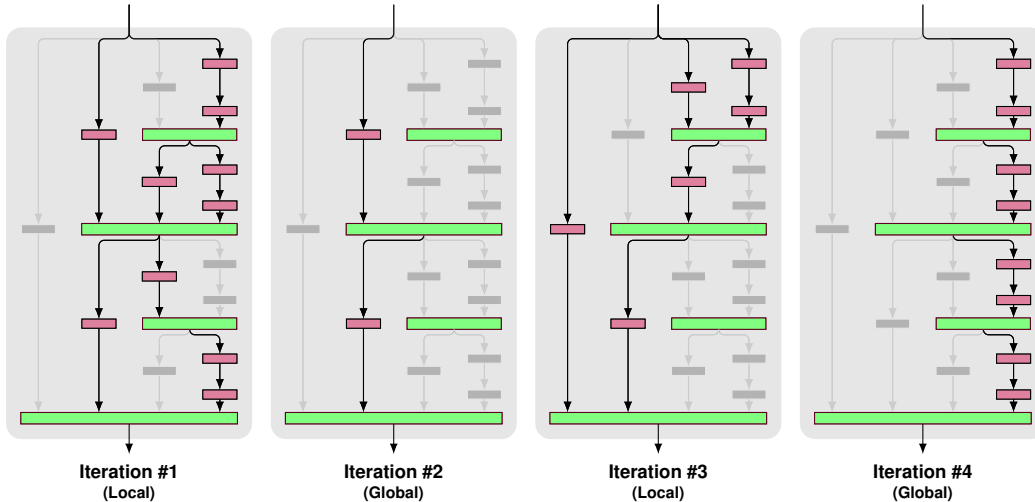 Iteration #1
(Local)
Iteration #2
(Global)
Iteration #3
(Local)
Iteration #4
(Global)